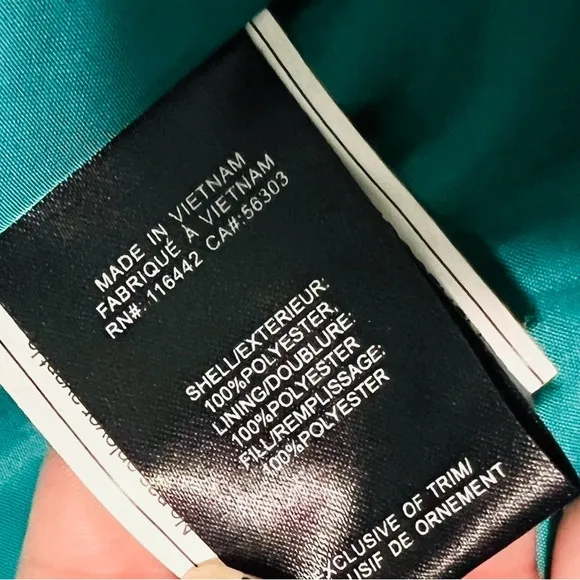 MADE IN VIETNAM
FABRIQUÉ À VIETNAM
RN#: 116442 CA#:56303
SHELL/EXTERIEUR:
100%POLYESTER,
LINING/DOUBLURE:
100%POLYESTER
FILL/REMPLISSAGE:
100%POLYESTER
EXCLUSIVE OF TRIM/
USIF DE ORNEMENT